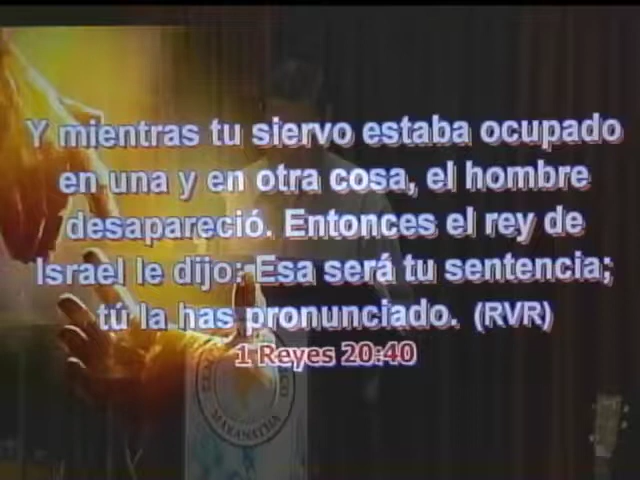 Y mientras tu siervo estaba ocupado
en una y en otra cosa, el hombre
desapareció. Entonces el rey de
Israel le dijo: Esa será tu sentencia;
tú la has pronunciado. (RVR)
1 Reyes 20:40
MARANATHA